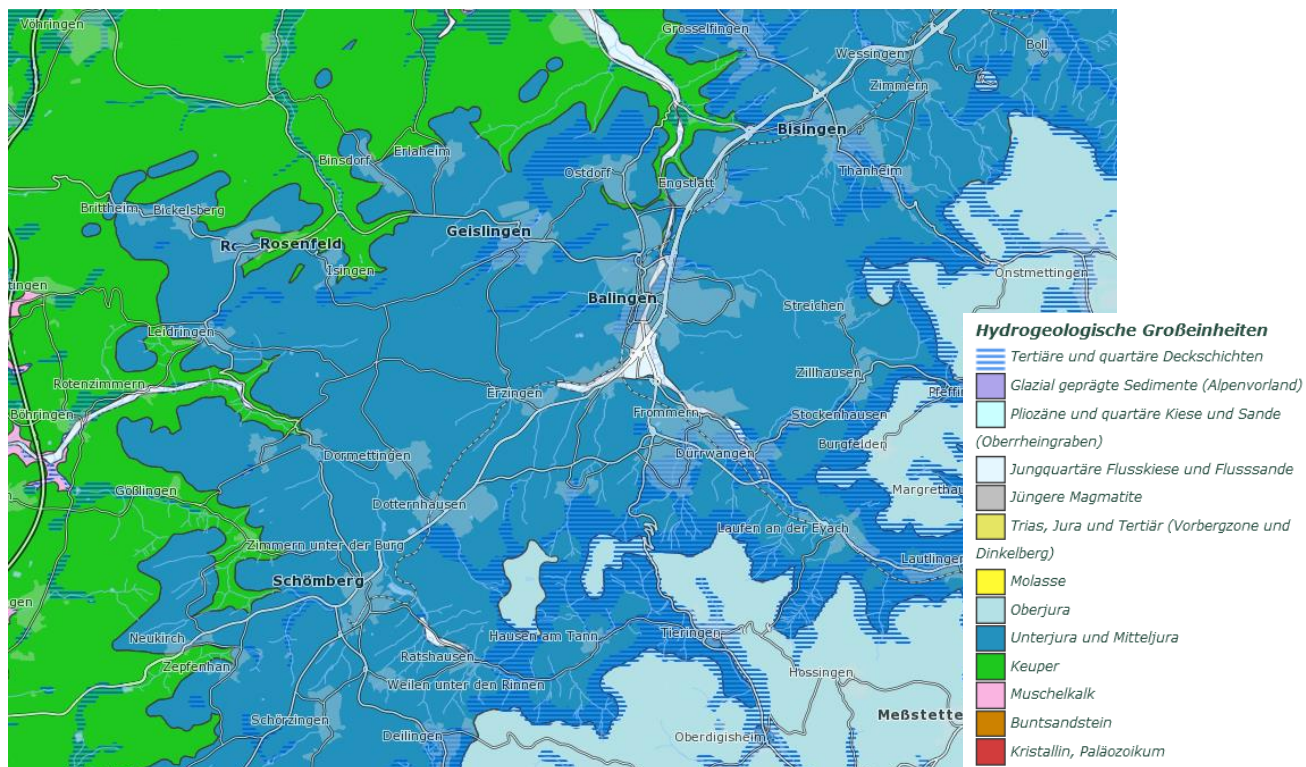 Vöhringen
Grosselfingen
Wessingen
Boll
Zimmern
Bisingen
Binsdorf
Erlaheim
Ostdorf
Engstlatt
Thanheim
Brittheim
Bickelsberg
Rosenfeld
Geislingen
Isingen
Onstmettingen
Balingen
Streichen
Leidringen
Rotenzimmern
Erzingen
Zillhausen
Böhringen
Frommern
Stockenhausen
Burgfelden
Dormettingen
Dürrwangen
Gößlingen
Dotternhausen
Laufen an der Eyach
Zimmern unter der Burg
Lautlingen
Schömberg
Neukirch
Hausen am Tann
Tieringen
Zepfenhan
Ratshausen
Hossingen
Weilen unter den Rinnen
Schörzingen
Deilingen
Oberdigisheim
Meßstette
Hydrogeologische Großeinheiten
Tertiäre und quartäre Deckschichten
Glazial geprägte Sedimente (Alpenvorland)
Pliozäne und quartäre Kiese und Sande
(Oberrheingraben)
Jungquartäre Flusskiese und Flusssande
Jüngere Magmatite
Trias, Jura und Tertiär (Vorbergzone und
Dinkelberg)
Molasse
Oberjura
Unterjura und Mitteljura
Keuper
Muschelkalk
Buntsandstein
Kristallin, Paläozoikum